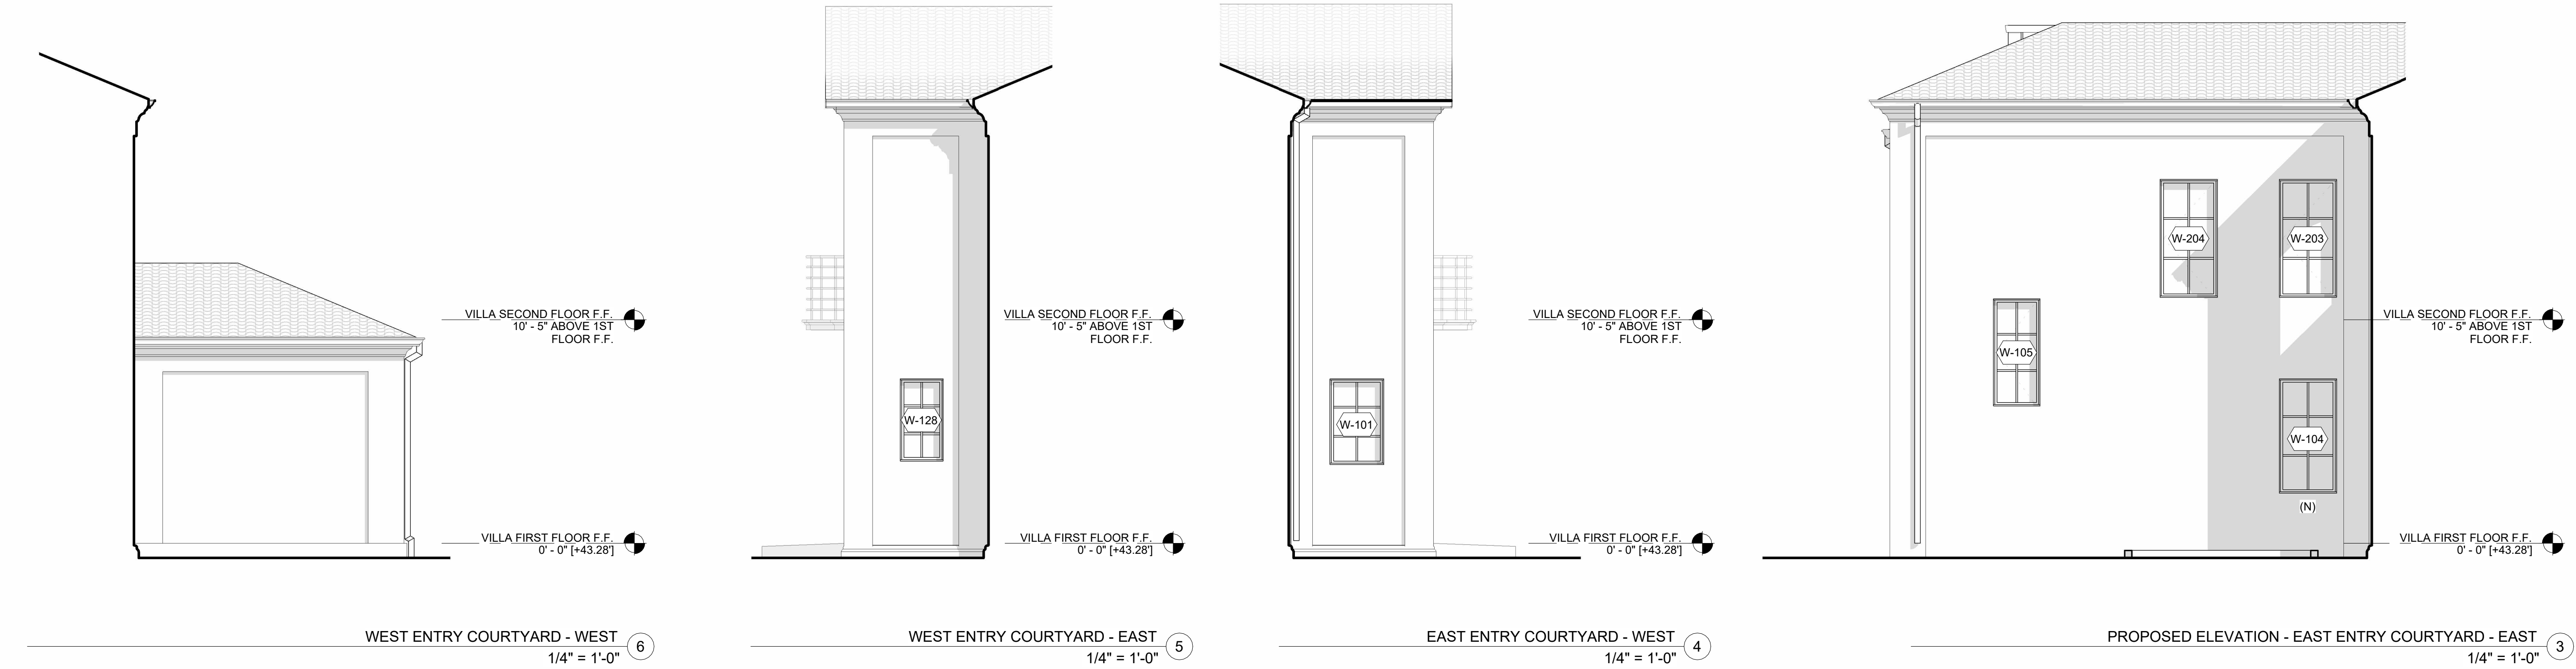 VILLA SECOND FLOOR F.F.
10' - 5" ABOVE 1ST
FLOOR F.F.
VILLA FIRST FLOOR F.F.
0' - 0" [+43.28']
WEST ENTRY COURTYARD - WEST
6
1/4" = 1'-0"
W-128
VILLA SECOND FLOOR F.F.
10' - 5" ABOVE 1ST
FLOOR F.F.
VILLA FIRST FLOOR F.F.
0' - 0" [+43.28']
WEST ENTRY COURTYARD - EAST
5
1/4" = 1'-0"
W-101
VILLA SECOND FLOOR F.F.
10' - 5" ABOVE 1ST
FLOOR F.F.
VILLA FIRST FLOOR F.F.
0' - 0" [+43.28']
EAST ENTRY COURTYARD - WEST
4
1/4" = 1'-0"
W-204
W-203
W-105
W-104
(N)
VILLA SECOND FLOOR F.F.
10' - 5" ABOVE 1ST
FLOOR F.F.
VILLA FIRST FLOOR F.F.
0' - 0" [+43.28']
PROPOSED ELEVATION - EAST ENTRY COURTYARD - EAST
3
1/4" = 1'-0"